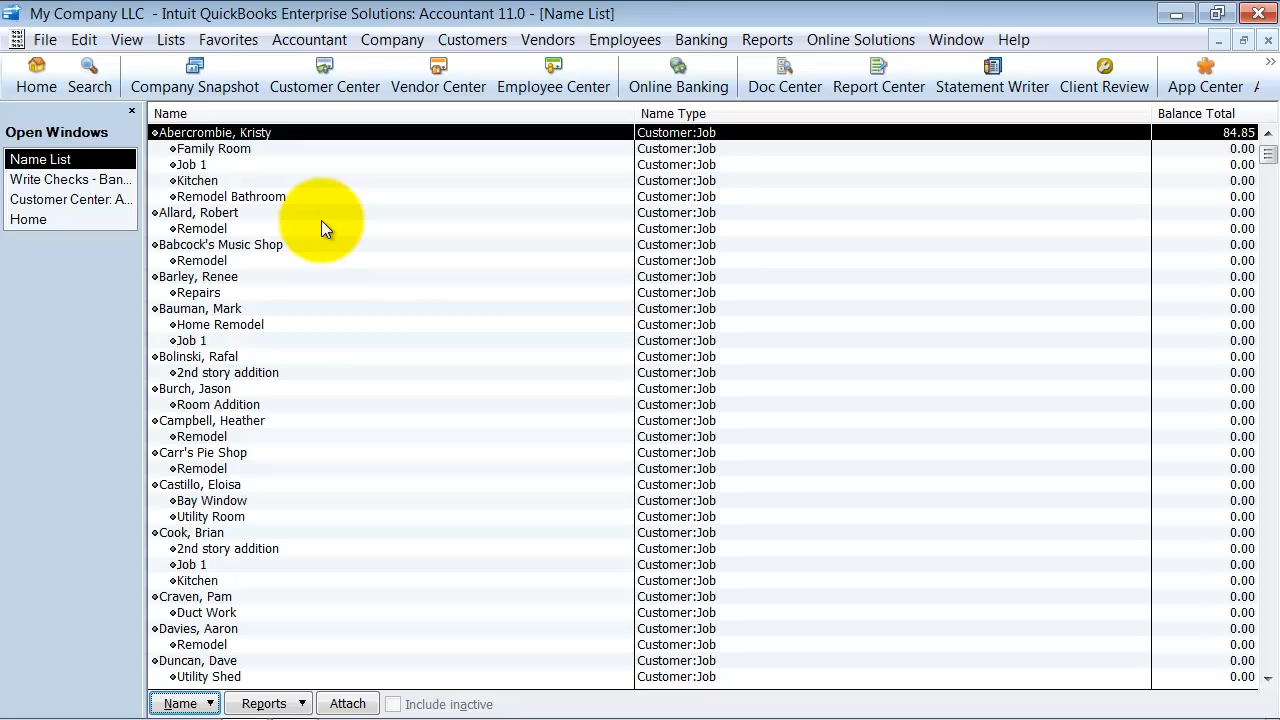 My Company LLC - Intuit QuickBooks Enterprise Solutions: Accountant 11.0 - [Name List]
File Edit View Lists Favorites Accountant Company Customers Vendors Employees Banking Reports Online Solutions Window Help
Home Search Company Snapshot Customer Center Vendor Center Employee Center Online Banking Doc Center Report Center Statement Writer Client Review App Center
Open Windows
Name List
Write Checks - Ban...
Customer Center: A...
Home
Name Name Type Balance Total
Abercrombie, Kristy Customer:Job 84.85
Family Room Customer:Job 0.00
Job 1 Customer:Job 0.00
Kitchen Customer:Job 0.00
Remodel Bathroom Customer:Job 0.00
Allard, Robert Customer:Job 0.00
Remodel Customer:Job 0.00
Babcock's Music Shop Customer:Job 0.00
Remodel Customer:Job 0.00
Barley, Renee Customer:Job 0.00
Repairs Customer:Job 0.00
Bauman, Mark Customer:Job 0.00
Home Remodel Customer:Job 0.00
Job 1 Customer:Job 0.00
Bolinski, Rafal Customer:Job 0.00
2nd story addition Customer:Job 0.00
Burch, Jason Customer:Job 0.00
Room Addition Customer:Job 0.00
Campbell, Heather Customer:Job 0.00
Remodel Customer:Job 0.00
Carr's Pie Shop Customer:Job 0.00
Remodel Customer:Job 0.00
Castillo, Eloisa Customer:Job 0.00
Bay Window Customer:Job 0.00
Utility Room Customer:Job 0.00
Cook, Brian Customer:Job 0.00
2nd story addition Customer:Job 0.00
Job 1 Customer:Job 0.00
Kitchen Customer:Job 0.00
Craven, Pam Customer:Job 0.00
Duct Work Customer:Job 0.00
Davies, Aaron Customer:Job 0.00
Remodel Customer:Job 0.00
Duncan, Dave Customer:Job 0.00
Utility Shed Customer:Job 0.00
Name Reports Attach Include inactive